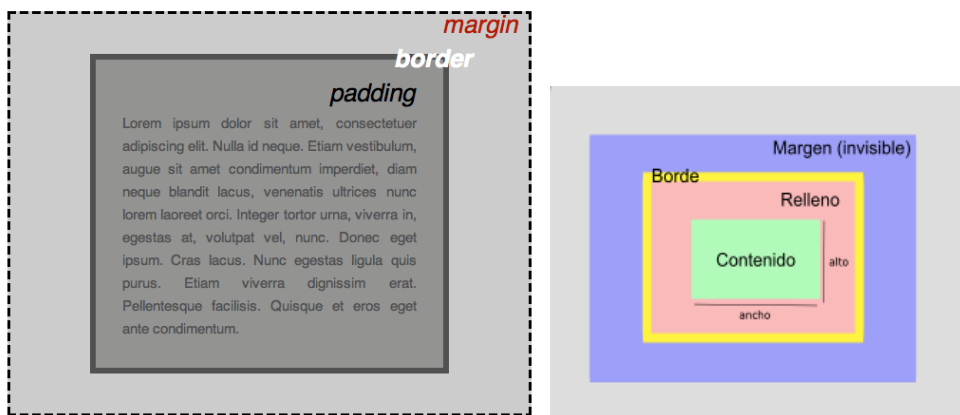 margin
border
padding
Lorem ipsum dolor sit amet, consectetuer
adipiscing elit. Nulla id neque. Etiam vestibulum,
augue sit amet condimentum imperdiet, diam
neque blandit lacus, venenatis ultrices nunc
lorem laoreet orci. Integer tortor urna, viverra in,
egestas at, volutpat vel, nunc. Donec eget
ipsum. Cras lacus. Nunc egestas ligula quis
purus. Etiam viverra dignissim erat.
Pellentesque facilisis. Quisque et eros eget
ante condimentum.
Margen (invisible)
Borde
Relleno
Contenido
alto
ancho